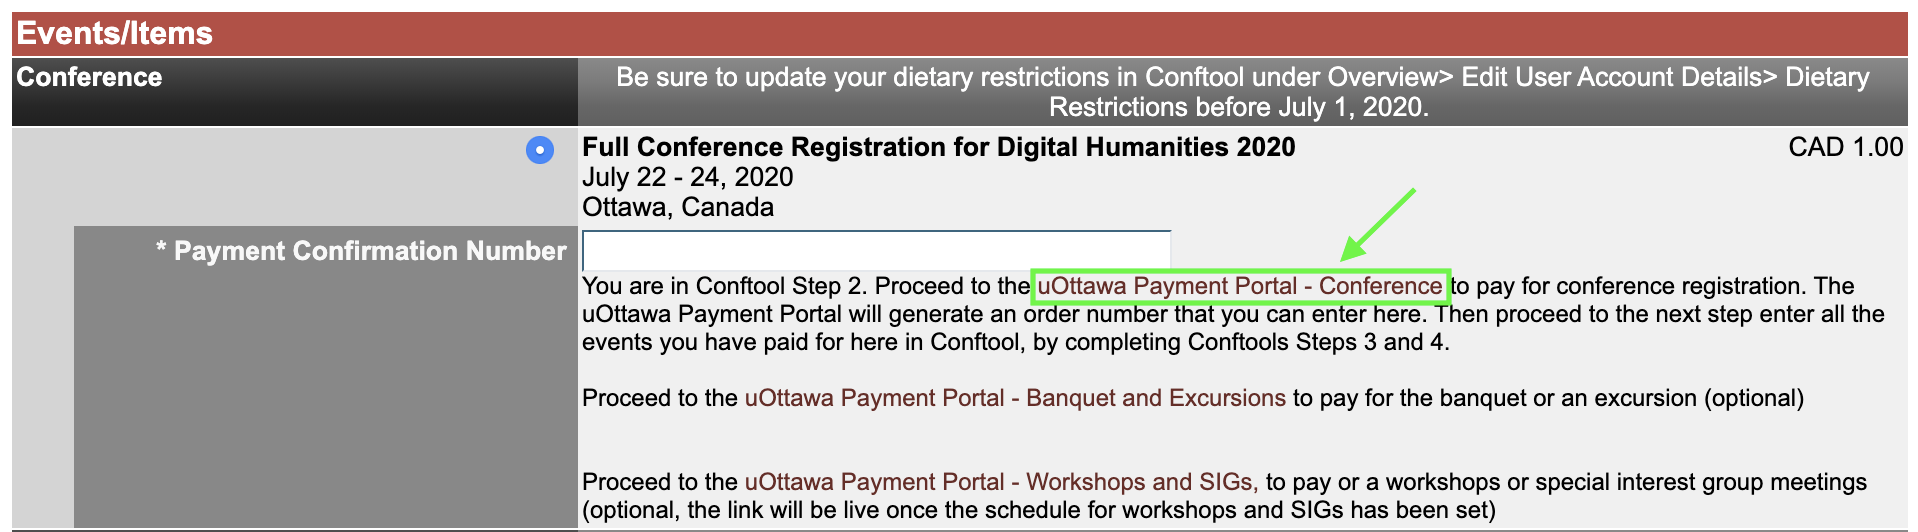 Events/Items
Conference
Be sure to update your dietary restrictions in Conftool under Overview> Edit User Account Details> Dietary
Restrictions before July 1, 2020.
Full Conference Registration for Digital Humanities 2020
CAD 1.00
July 22 - 24, 2020
Ottawa, Canada
* Payment Confirmation Number
You are in Conftool Step 2. Proceed to the uOttawa Payment Portal - Conference to pay for conference registration. The
uOttawa Payment Portal will generate an order number that you can enter here. Then proceed to the next step enter all the
events you have paid for here in Conftool, by completing Conftools Steps 3 and 4.
Proceed to the uOttawa Payment Portal - Banquet and Excursions to pay for the banquet or an excursion (optional)
Proceed to the uOttawa Payment Portal - Workshops and SIGs, to pay or a workshops or special interest group meetings
(optional, the link will be live once the schedule for workshops and SIGs has been set)